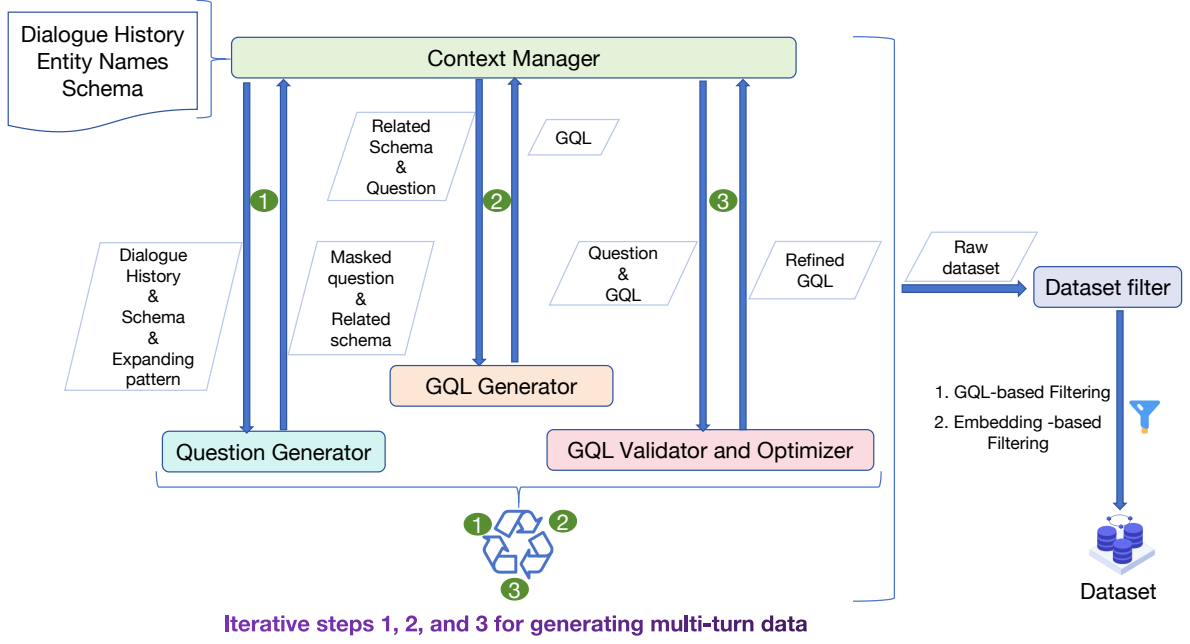 Dialogue History
Entity Names
Schema
Context Manager
Related
Schema
&
Question
GQL
1
2
3
Dialogue
History
&
Schema
&
Expanding
pattern
Masked
question
&
Related
schema
Question
&
GQL
Refined
GQL
Raw
dataset
Dataset filter
GQL Generator
Question Generator
GQL Validator and Optimizer
1. GQL-based Filtering
2. Embedding -based
Filtering
1
2
3
Dataset
Iterative steps 1, 2, and 3 for generating multi-turn data